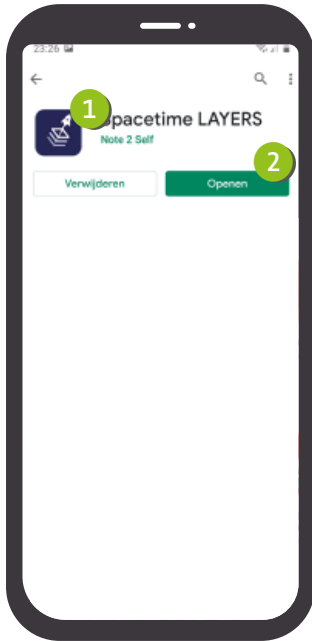 23:26
1
Spacetime LAYERS
Note 2 Self
2
Verwijderen
Openen